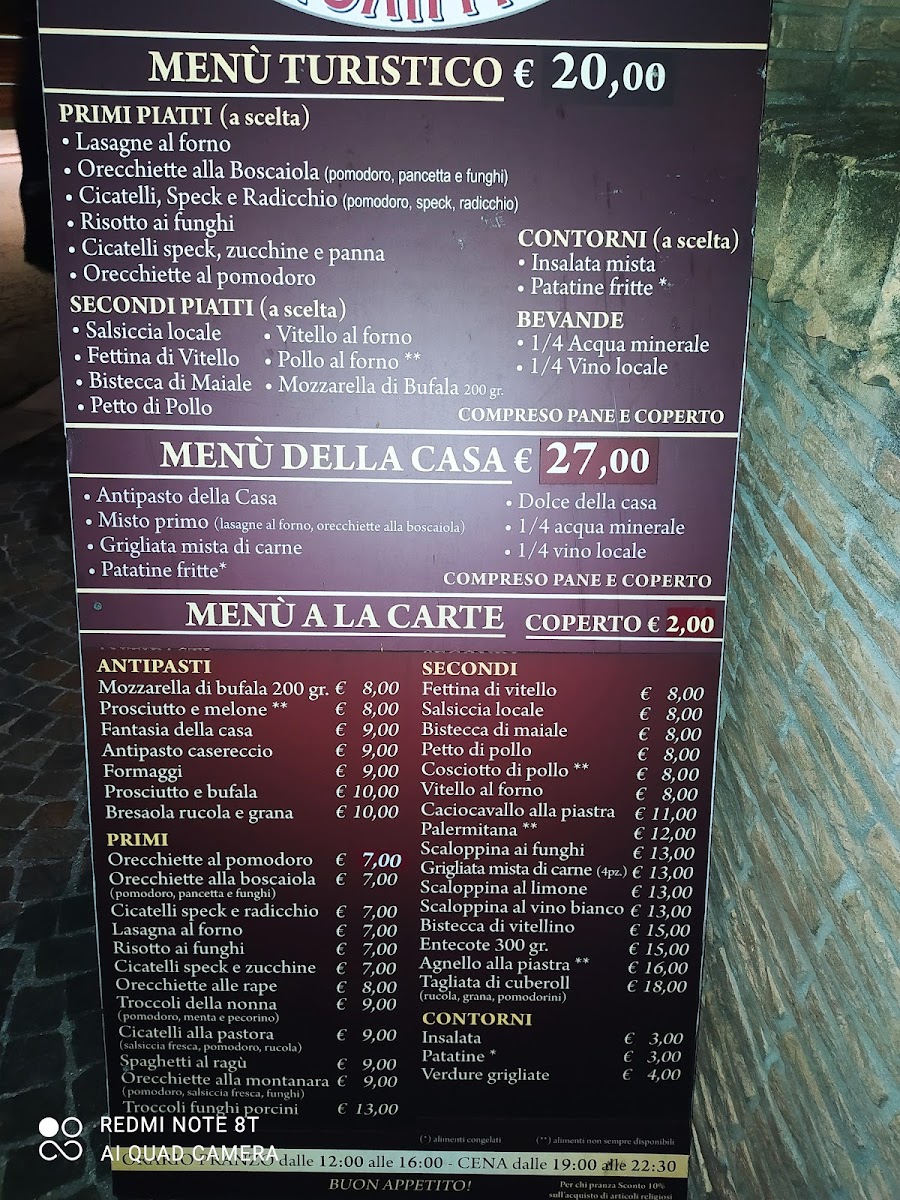 MENÙ TURISTICO € 20,00
PRIMI PIATTI (a scelta)
• Lasagne al forno
• Orecchiette alla Boscaiola (pomodoro, pancetta e funghi)
• Cicatelli, Speck e Radicchio (pomodoro, speck, radicchio)
• Risotto ai funghi
• Cicatelli speck, zucchine e panna
• Orecchiette al pomodoro
SECONDI PIATTI (a scelta)
• Salsiccia locale
• Fettina di Vitello
• Bistecca di Maiale
• Petto di Pollo
• Vitello al forno
• Pollo al forno **
• Mozzarella di Bufala 200 gr.
CONTORNI (a scelta)
• Insalata mista
• Patatine fritte *
BEVANDE
• 1/4 Acqua minerale
• 1/4 Vino locale
COMPRESO PANE E COPERTO
MENÙ DELLA CASA € 27,00
• Antipasto della Casa
• Misto primo (lasagne al forno, orecchiette alla boscaiola)
• Grigliata mista di carne
• Patatine fritte*
• Dolce della casa
• 1/4 acqua minerale
• 1/4 vino locale
COMPRESO PANE E COPERTO
MENÙ A LA CARTE COPERTO € 2,00
ANTIPASTI
Mozzarella di bufala 200 gr. € 8,00
Prosciutto e melone ** € 8,00
Fantasia della casa € 9,00
Antipasto casereccio € 9,00
Formaggi € 9,00
Prosciutto e bufala € 10,00
Bresaola rucola e grana € 10,00
PRIMI
Orecchiette al pomodoro € 7,00
Orecchiette alla boscaiola € 7,00
(pomodoro, pancetta e funghi)
Cicatelli speck e radicchio € 7,00
Lasagna al forno € 7,00
Risotto ai funghi € 7,00
Cicatelli speck e zucchine € 7,00
Orecchiette alle rape € 8,00
Troccoli della nonna € 9,00
(pomodoro, menta e pecorino)
Cicatelli alla pastora € 9,00
(salsiccia fresca, pomodoro, rucola)
Spaghetti al ragù € 9,00
Orecchiette alla montanara € 9,00
(pomodoro, salsiccia fresca, funghi)
Troccoli funghi porcini € 13,00
SECONDI
Fettina di vitello € 8,00
Salsiccia locale € 8,00
Bistecca di maiale € 8,00
Petto di pollo € 8,00
Cosciotto di pollo ** € 8,00
Vitello al forno € 8,00
Caciocavallo alla piastra € 11,00
Palermitana ** € 12,00
Scaloppina ai funghi € 13,00
Grigliata mista di carne (4pz.) € 13,00
Scaloppina al limone € 13,00
Scaloppina al vino bianco € 13,00
Bistecca di vitellino € 15,00
Entecote 300 gr. € 15,00
Agnello alla piastra ** € 16,00
Tagliata di cuberoll € 18,00
(rucola, grana, pomodorini)
CONTORNI
Insalata € 3,00
Patatine * € 3,00
Verdure grigliate € 4,00
(*) alimenti congelati (**) alimenti non sempre disponibili
ORARIO PRANZO dalle 12:00 alle 16:00 - CENA dalle 19:00 alle 22:30
BUON APPETITO!
Per chi pranza Sconto 10%
sull'acquisto di articoli religiosi
REDMI NOTE 8T
AI QUAD CAMERA